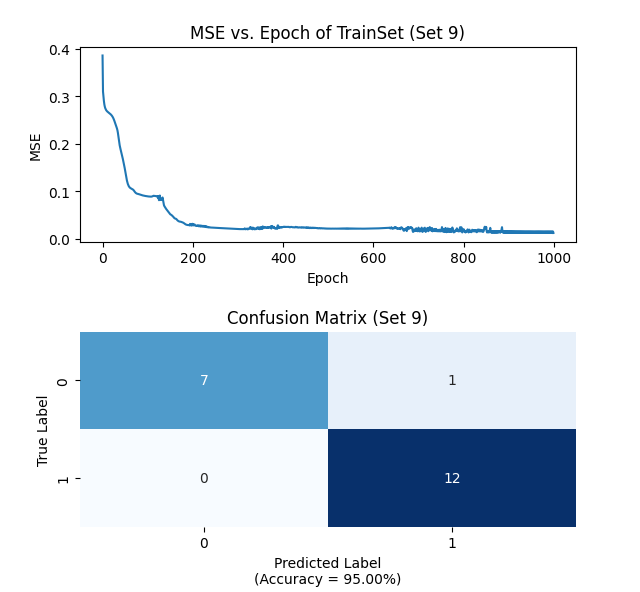 MSE vs. Epoch of TrainSet (Set 9)
MSE
0.4
0.3
0.2
0.1
0.0
0 200 400 600 800 1000
Epoch
Confusion Matrix (Set 9)
True Label
0
7 1
1
0 12
0 1
Predicted Label
(Accuracy = 95.00%)